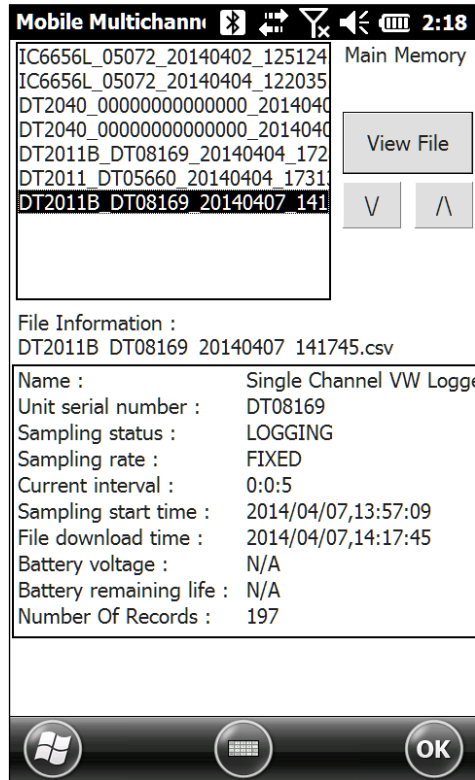 Mobile Multichann 2:18
IC6656L_05072_20140402_125124
IC6656L_05072_20140404_122035
DT2040_00000000000000_2014040
DT2040_00000000000000_2014040
DT2011B_DT08169_20140404_172
DT2011_DT05660_20140404_1731
DT2011B_DT08169_20140407_141
Main Memory
View File
\/ /\
File Information :
DT2011B_DT08169_20140407_141745.csv
Name : Single Channel VW Logge
Unit serial number : DT08169
Sampling status : LOGGING
Sampling rate : FIXED
Current interval : 0:0:5
Sampling start time : 2014/04/07,13:57:09
File download time : 2014/04/07,14:17:45
Battery voltage : N/A
Battery remaining life : N/A
Number Of Records : 197
OK